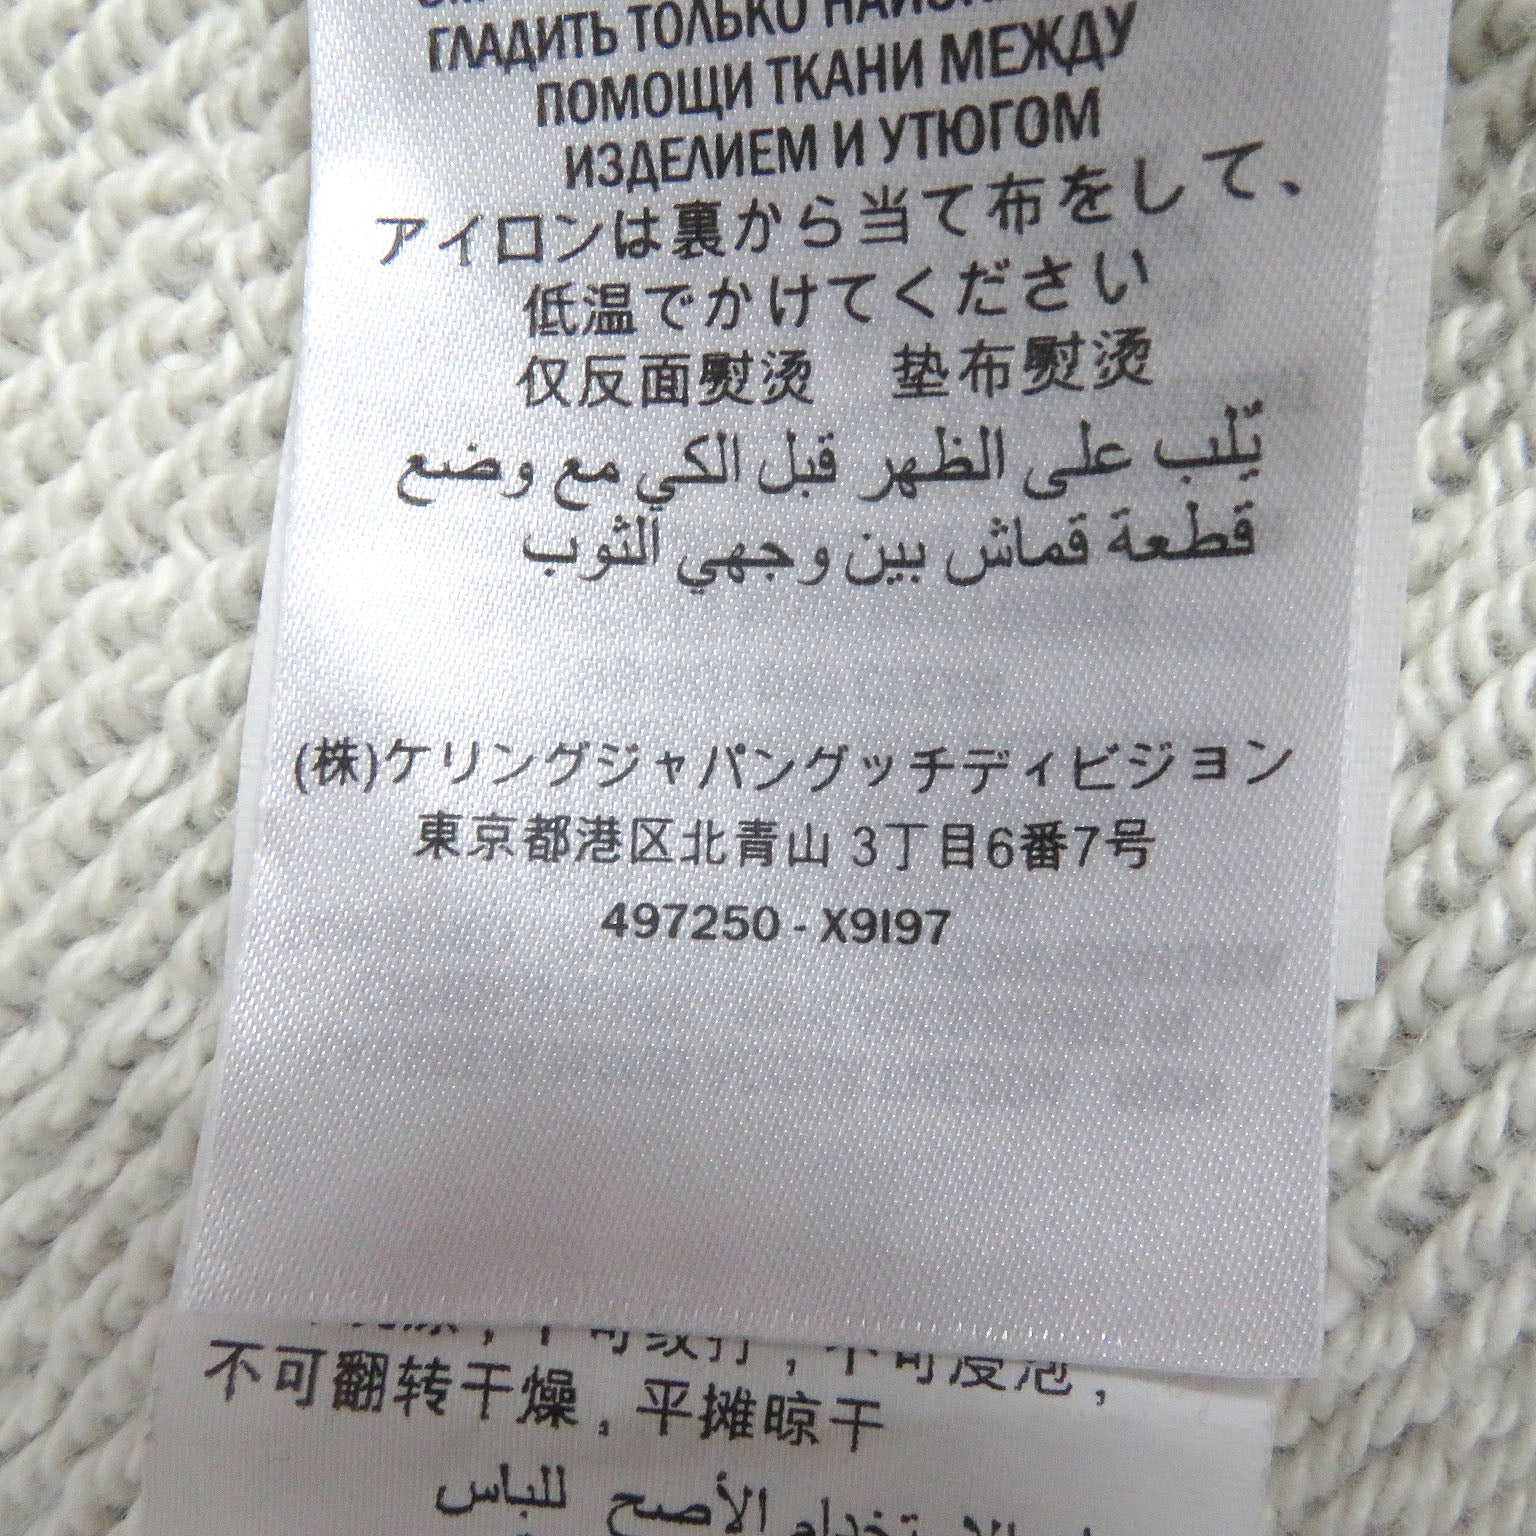 ГЛАДИТЬ ТОЛЬКО
ПОМОЩИ ТКАНИ МЕЖДУ
ИЗДЕЛИЕМ И УТЮГОМ
アイロンは裏から当て布をして、
低温でかけてください
仅反面熨烫　垫布熨烫
على الظهر قبل الكي مع وضع
قطعة قماش بين وجهي الثوب
(株)ケリングジャパングッチディビジョン
東京都港区北青山 3丁目6番7号
497250 - X9I97
不可翻转干燥，平摊晾干
الأصح للباس